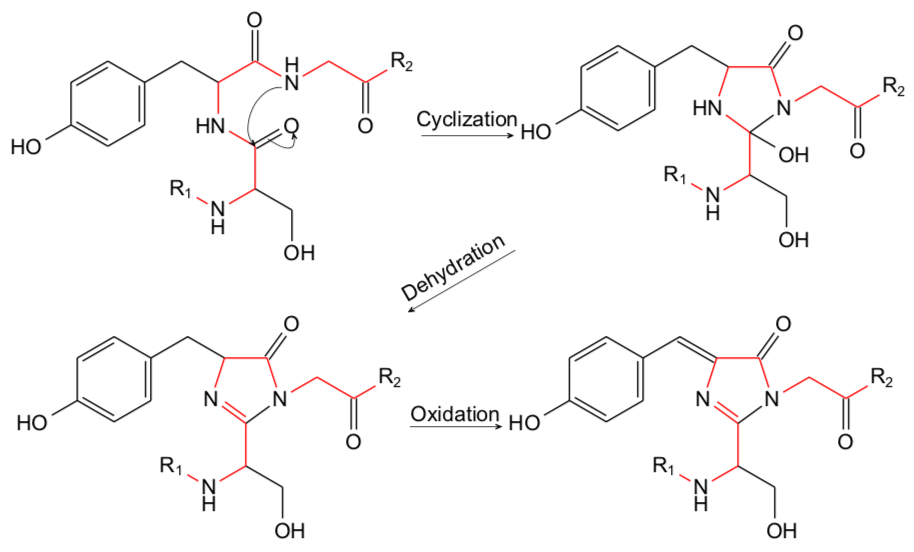 O
H
N
R₂
O
HN
O
HO
R₁
N
H
OH
Cyclization
O
HN
N
R₂
O
HO
OH
R₁
N
H
OH
Dehydration
O
N
N
R₂
O
HO
R₁
N
H
OH
Oxidation
O
N
N
R₂
O
HO
R₁
N
H
OH